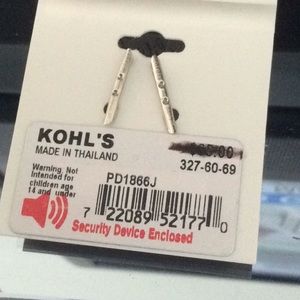 KOHL'S
MADE IN THAILAND
327-60-69
Warning Not
Intended for
children age
14 and under
PD1866J
7 22089 52177 0
Security Device Enclosed